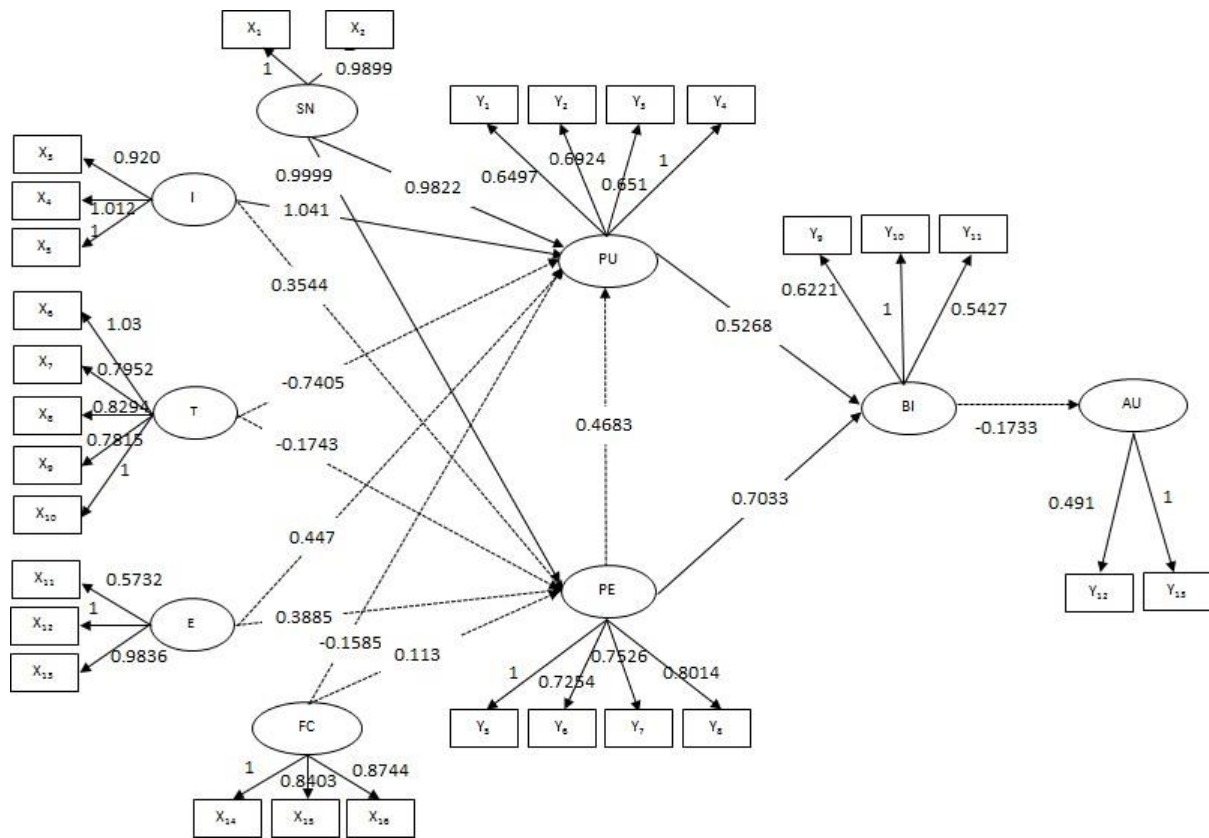 X₁
X₂
1
0.9899
SN
Y₁
Y₂
Y₃
Y₄
0.6497
0.6924
0.651
1
X₃
X₄
X₅
0.920
1.012
1
I
0.9999
0.9822
1.041
PU
0.3544
Y₉
Y₁₀
Y₁₁
0.6221
1
0.5427
0.5268
X₆
X₇
X₈
X₉
X₁₀
1.03
0.7952
0.8294
0.7815
1
T
-0.7405
-0.1743
0.4683
BI
-0.1733
AU
0.491
1
Y₁₂
Y₁₃
0.7033
0.447
X₁₁
X₁₂
X₁₃
0.5732
1
0.9836
E
0.3885
-0.1585
0.113
PE
1
0.7254
0.7526
0.8014
Y₅
Y₆
Y₇
Y₈
FC
1
0.8403
0.8744
X₁₄
X₁₅
X₁₆